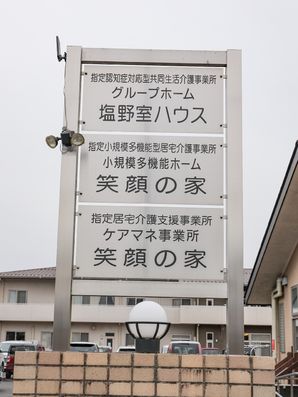 指定認知症対応型共同生活介護事業所
グループホーム
塩野室ハウス
指定小規模多機能型居宅介護事業所
小規模多機能ホーム
笑顔の家
指定居宅介護支援事業所
ケアマネ事業所
笑顔の家